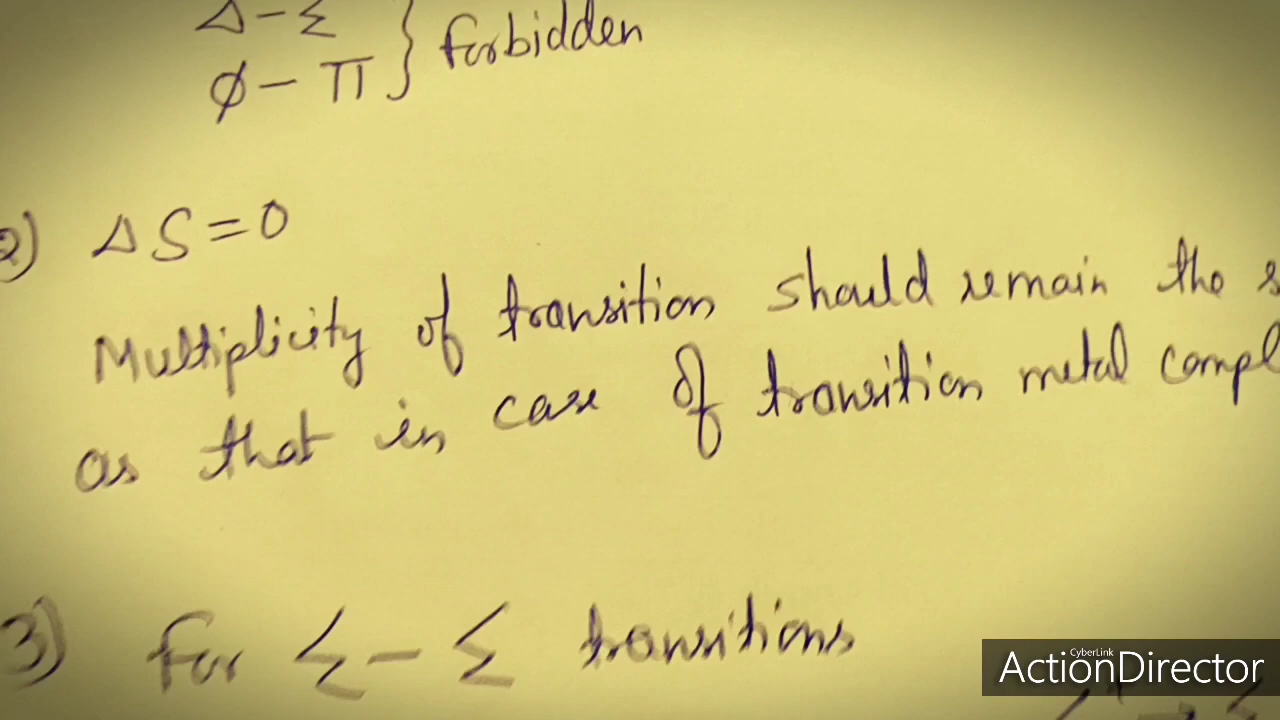 Δ-Σ
φ-π } forbidden
2) ΔS=0
Multiplicity of transition should remain the s
as that in case of transition metal compl
3) For Σ-Σ transitions
CyberLink
ActionDirector